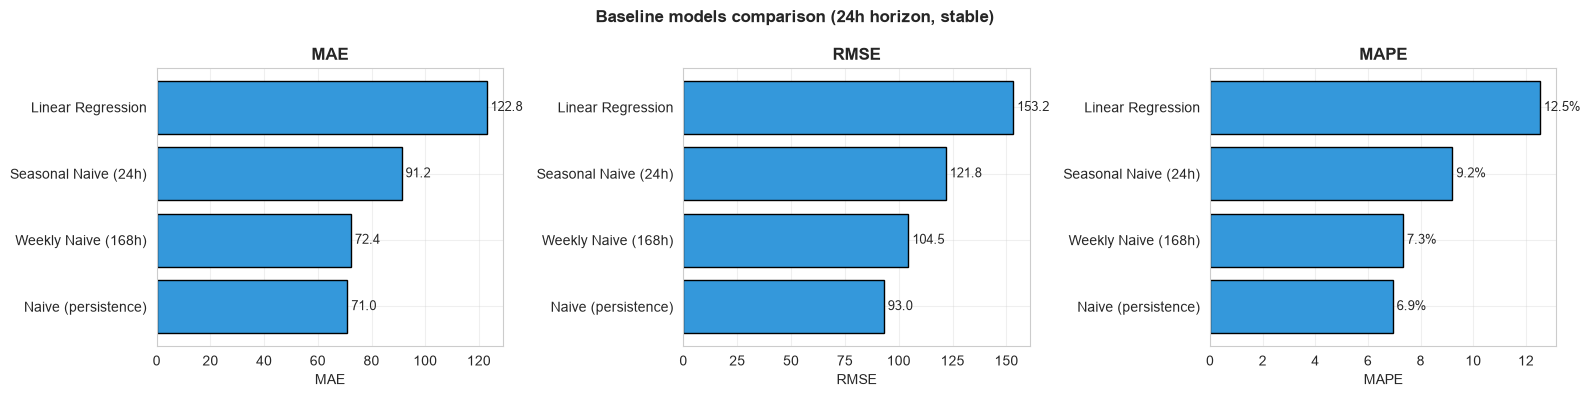 Baseline models comparison (24h horizon, stable)
MAE
Linear Regression
122.8
Seasonal Naive (24h)
91.2
Weekly Naive (168h)
72.4
Naive (persistence)
71.0
0 20 40 60 80 100 120
MAE
RMSE
Linear Regression
153.2
Seasonal Naive (24h)
121.8
Weekly Naive (168h)
104.5
Naive (persistence)
93.0
0 25 50 75 100 125 150
RMSE
MAPE
Linear Regression
12.5%
Seasonal Naive (24h)
9.2%
Weekly Naive (168h)
7.3%
Naive (persistence)
6.9%
0 2 4 6 8 10 12
MAPE